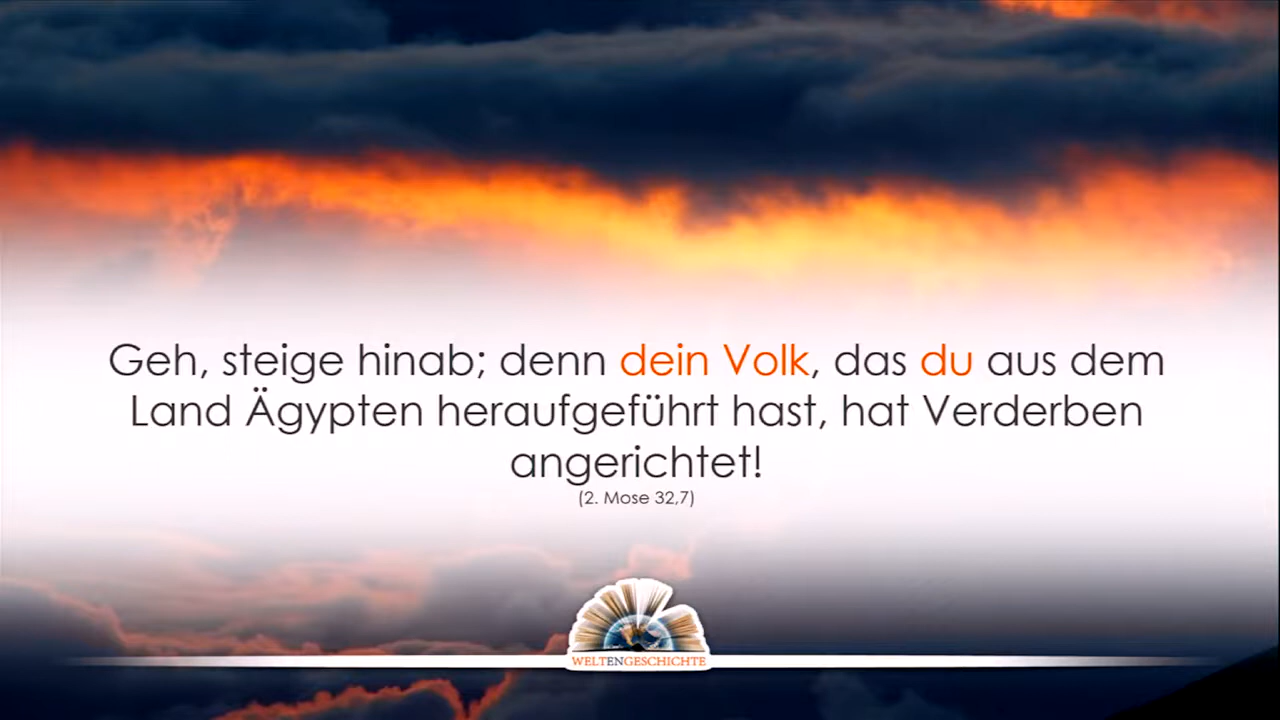 Geh, steige hinab; denn dein Volk, das du aus dem
Land Ägypten heraufgeführt hast, hat Verderben
angerichtet!
(2. Mose 32,7)
WELTENGESCHICHTE